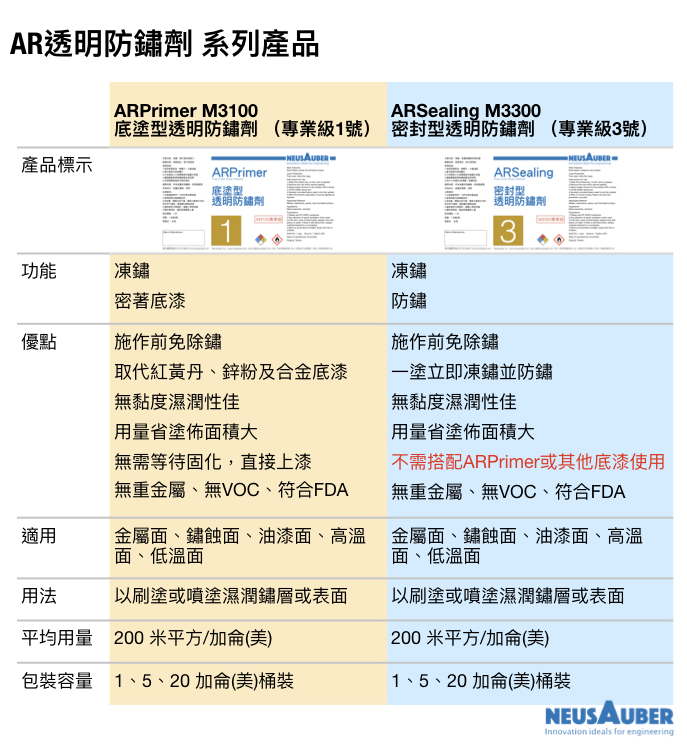 AR透明防鏽劑 系列產品
ARPrimer M3100
底塗型透明防鏽劑 （專業級1號）
ARSealing M3300
密封型透明防鏽劑 （專業級3號）
產品標示
NEUSAUBER
ARPrimer
底塗型
透明防鏽劑
1
NEUSAUBER
ARSealing
密封型
透明防鏽劑
3
功能
凍鏽
密著底漆
凍鏽
防鏽
優點
施作前免除鏽
取代紅黃丹、鋅粉及合金底漆
無黏度濕潤性佳
用量省塗佈面積大
無需等待固化，直接上漆
無重金屬、無VOC、符合FDA
施作前免除鏽
一塗立即凍鏽並防鏽
無黏度濕潤性佳
用量省塗佈面積大
不需搭配ARPrimer或其他底漆使用
無重金屬、無VOC、符合FDA
適用
金屬面、鏽蝕面、油漆面、高溫
面、低溫面
金屬面、鏽蝕面、油漆面、高溫
面、低溫面
用法
以刷塗或噴塗濕潤鏽層或表面
以刷塗或噴塗濕潤鏽層或表面
平均用量
200 米平方/加侖(美)
200 米平方/加侖(美)
包裝容量
1、5、20 加侖(美)桶裝
1、5、20 加侖(美)桶裝
NEUSAUBER
Innovation ideals for engineering